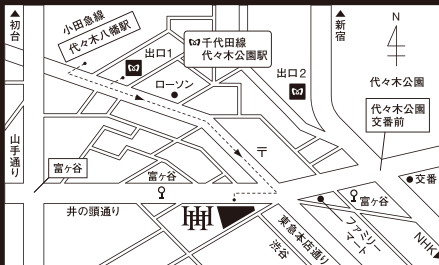 ▲初台
小田急線
代々木八幡駅
出口1
千代田線
代々木公園駅
▲新宿
N
ローソン
出口2
代々木公園
代々木公園
交番前
山手通り
〒
富ヶ谷
富ヶ谷
富ヶ谷
交番
井の頭通り
東急本店通り
渋谷
ファミリー
マート
NHK▲